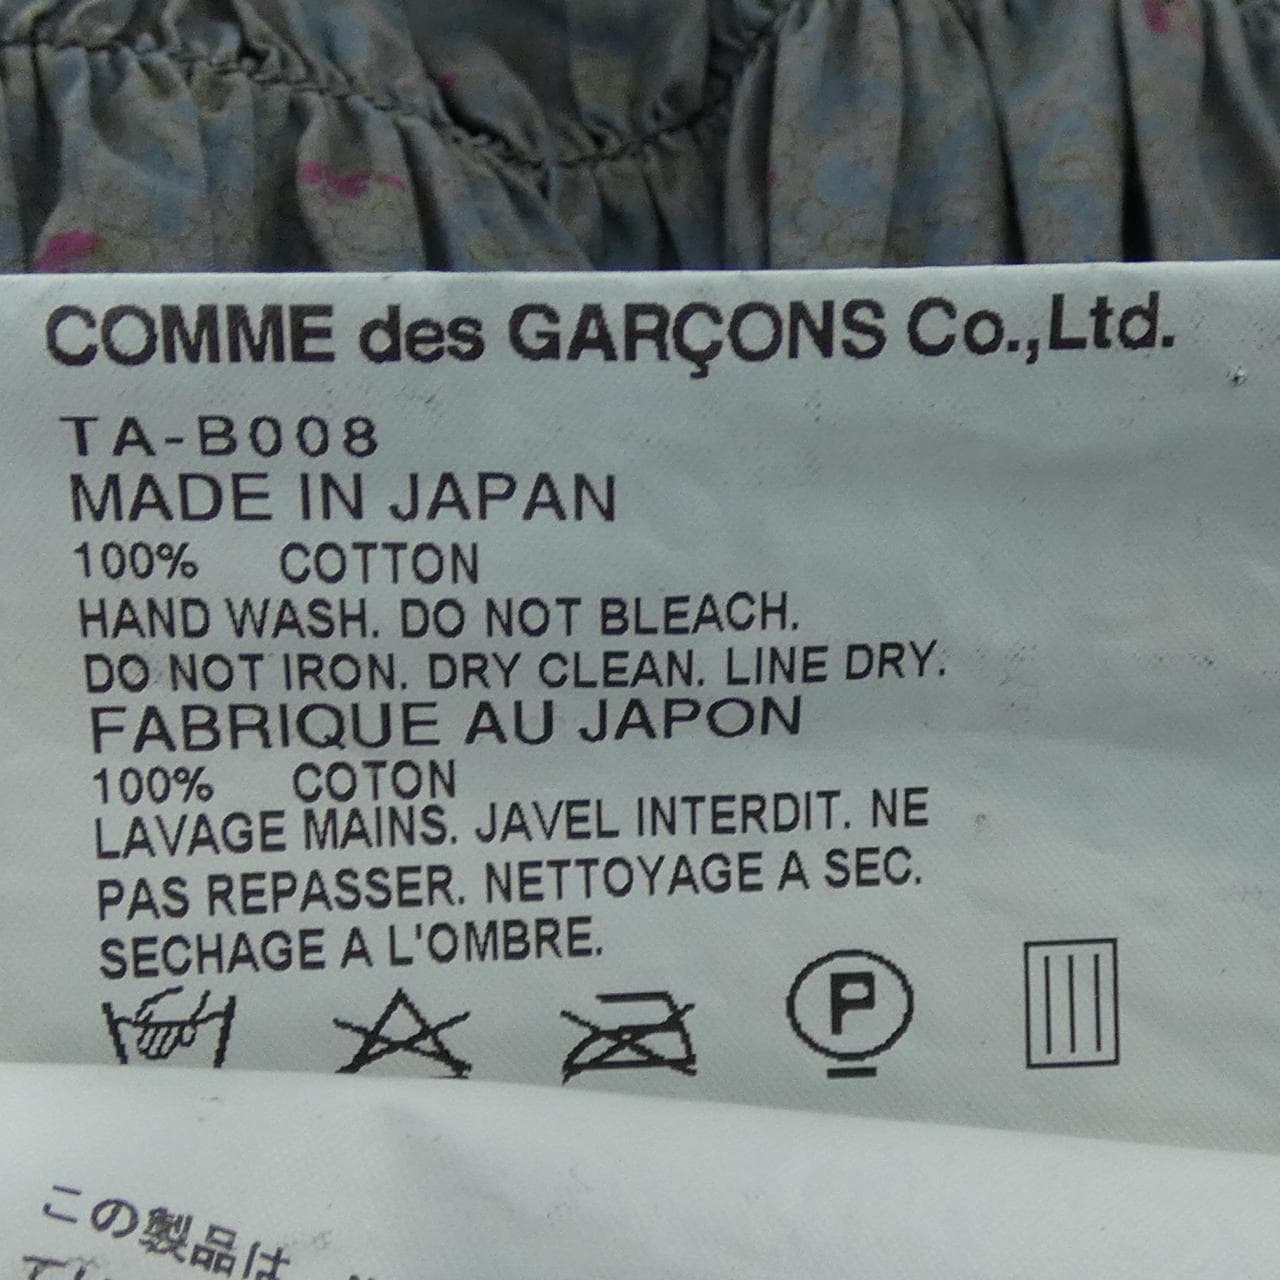 COMME des GARÇONS Co.,Ltd.
TA-B008
MADE IN JAPAN
100% COTTON
HAND WASH. DO NOT BLEACH.
DO NOT IRON. DRY CLEAN. LINE DRY.
FABRIQUE AU JAPON
100% COTON
LAVAGE MAINS. JAVEL INTERDIT. NE
PAS REPASSER. NETTOYAGE A SEC.
SECHAGE A L'OMBRE.
P
この製品は